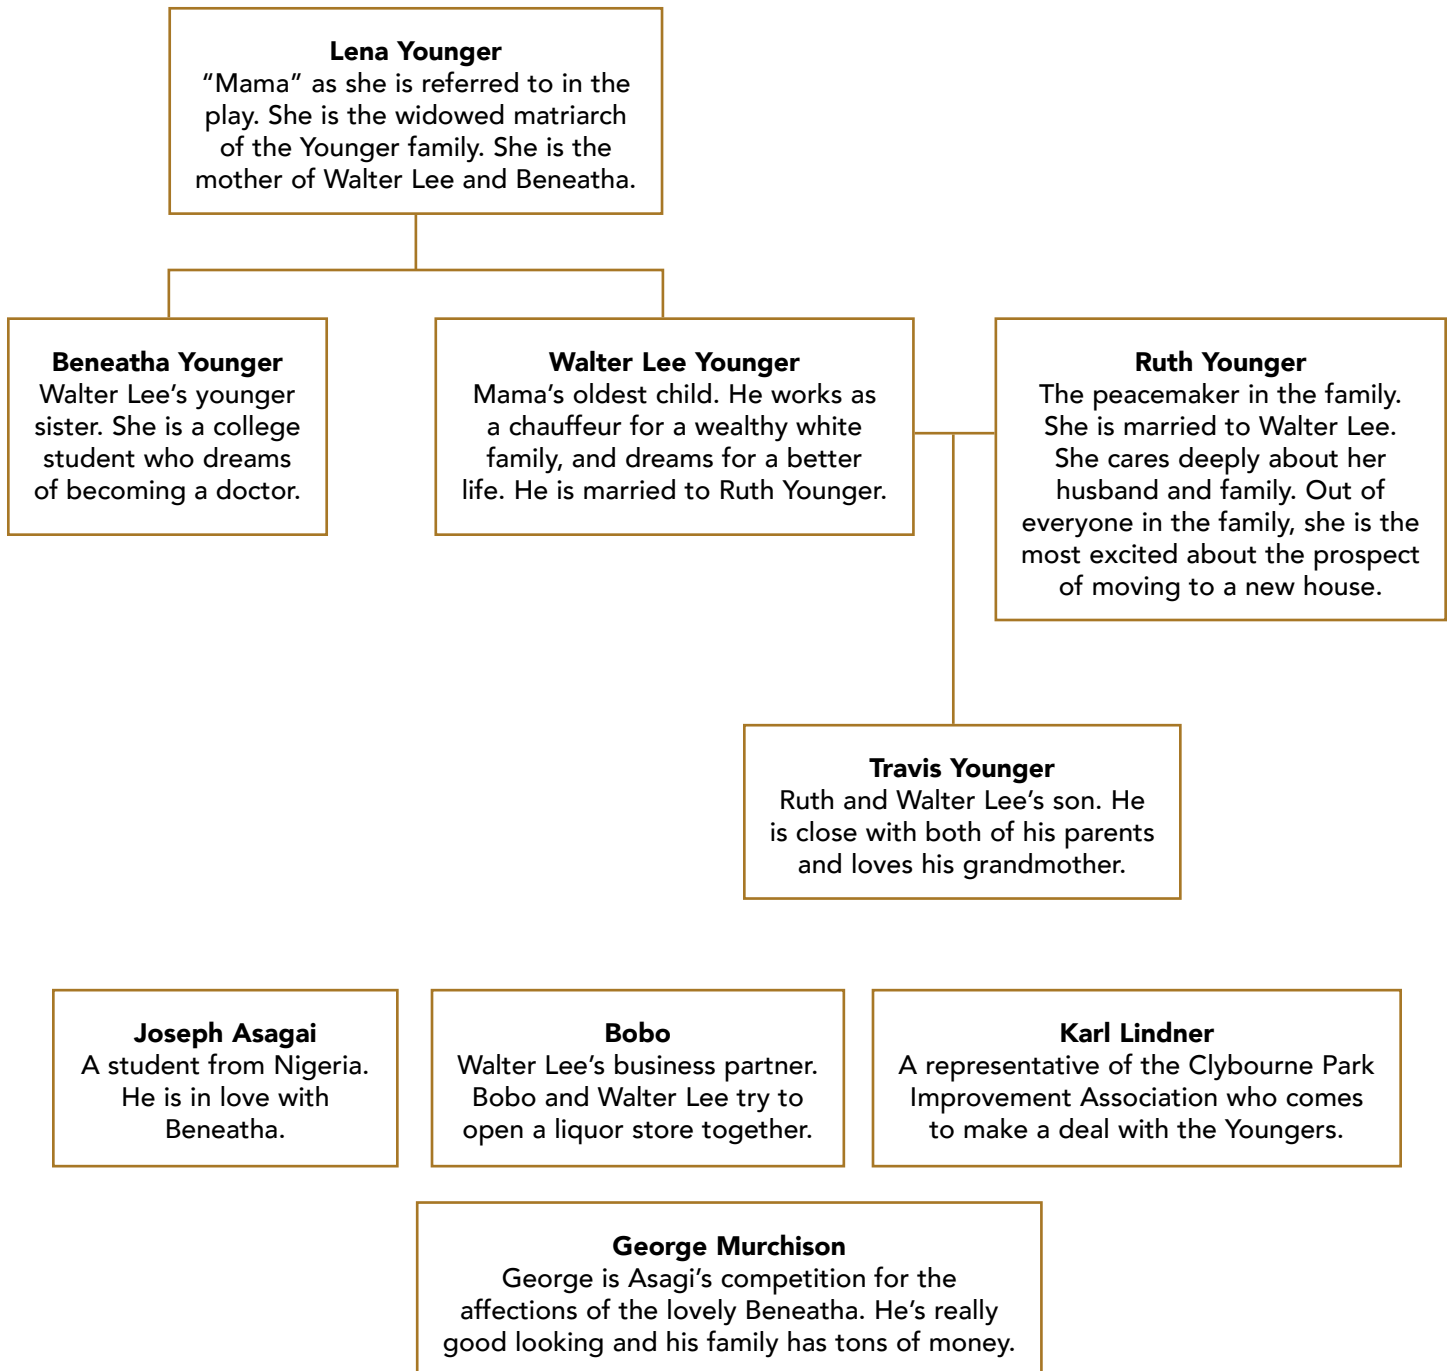 Lena Younger
“Mama” as she is referred to in the
play. She is the widowed matriarch
of the Younger family. She is the
mother of Walter Lee and Beneatha.
Beneatha Younger
Walter Lee’s younger
sister. She is a college
student who dreams
of becoming a doctor.
Walter Lee Younger
Mama’s oldest child. He works as
a chauffeur for a wealthy white
family, and dreams for a better
life. He is married to Ruth Younger.
Ruth Younger
The peacemaker in the family.
She is married to Walter Lee.
She cares deeply about her
husband and family. Out of
everyone in the family, she is the
most excited about the prospect
of moving to a new house.
Travis Younger
Ruth and Walter Lee’s son. He
is close with both of his parents
and loves his grandmother.
Joseph Asagai
A student from Nigeria.
He is in love with
Beneatha.
Bobo
Walter Lee’s business partner.
Bobo and Walter Lee try to
open a liquor store together.
Karl Lindner
A representative of the Clybourne Park
Improvement Association who comes
to make a deal with the Youngers.
George Murchison
George is Asagi’s competition for the
affections of the lovely Beneatha. He’s really
good looking and his family has tons of money.